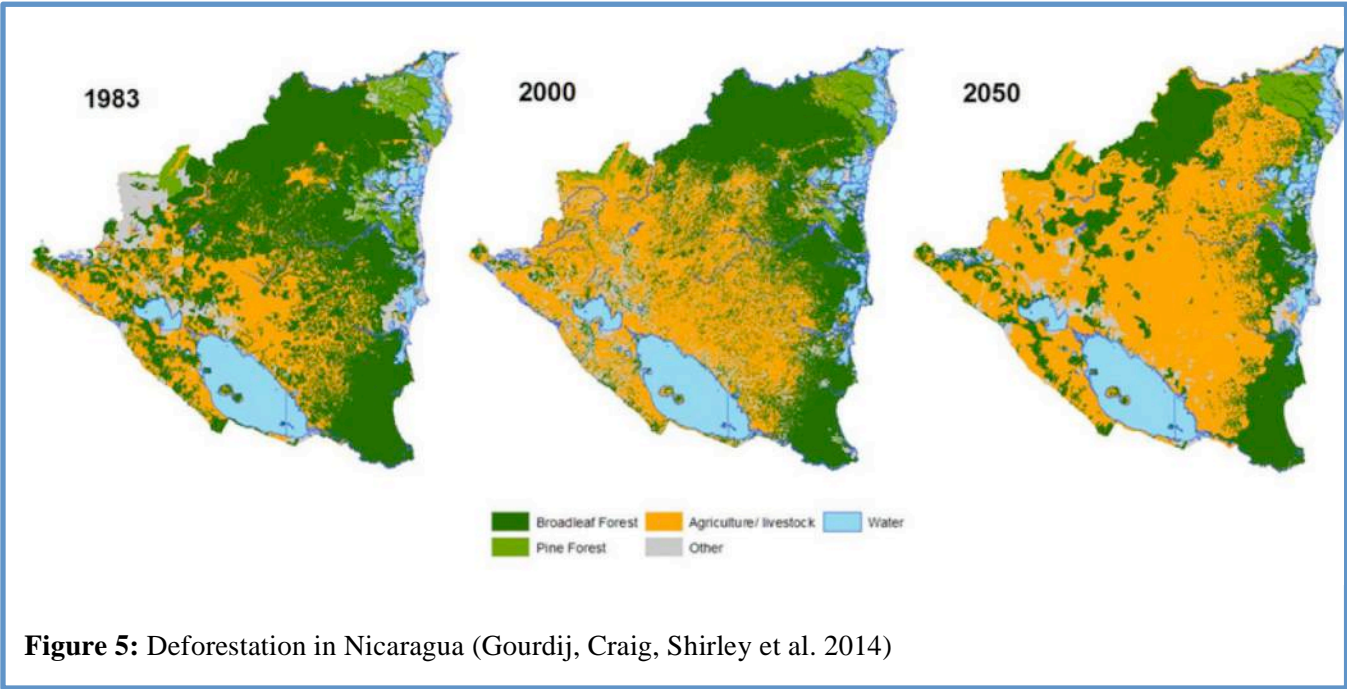 1983
2000
2050
Broadleaf Forest
Agriculture/ livestock
Water
Pine Forest
Other
Figure 5: Deforestation in Nicaragua (Gourdij, Craig, Shirley et al. 2014)